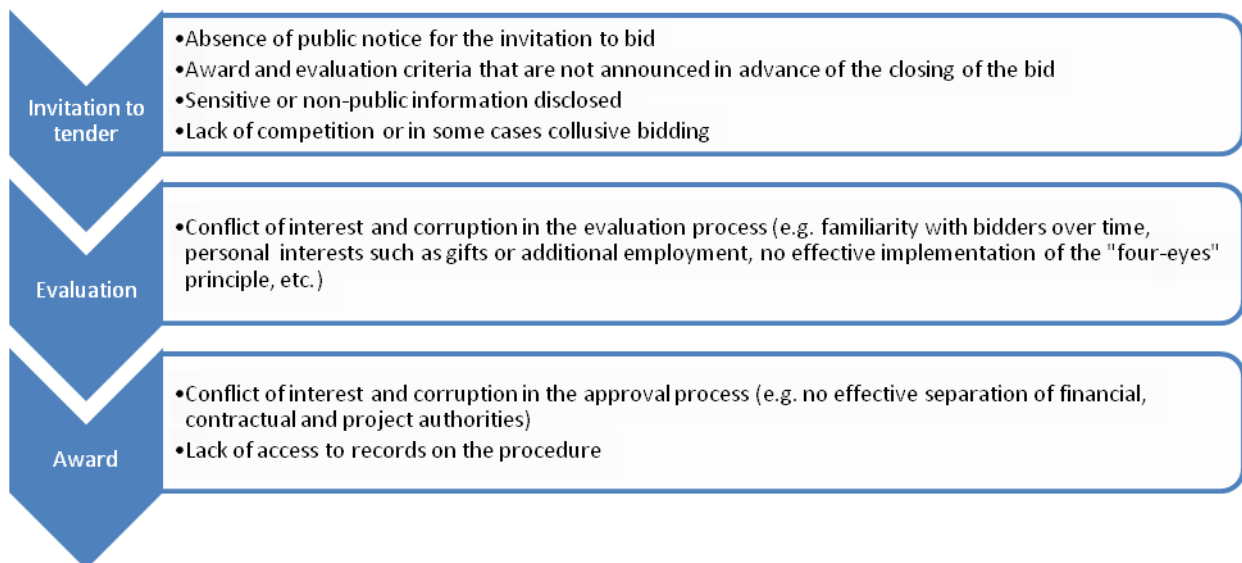 Invitation to
tender
•Absence of public notice for the invitation to bid
•Award and evaluation criteria that are not announced in advance of the closing of the bid
•Sensitive or non-public information disclosed
•Lack of competition or in some cases collusive bidding
Evaluation
•Conflict of interest and corruption in the evaluation process (e.g. familiarity with bidders over time,
personal interests such as gifts or additional employment, no effective implementation of the "four-eyes"
principle, etc.)
Award
•Conflict of interest and corruption in the approval process (e.g. no effective separation of financial,
contractual and project authorities)
•Lack of access to records on the procedure